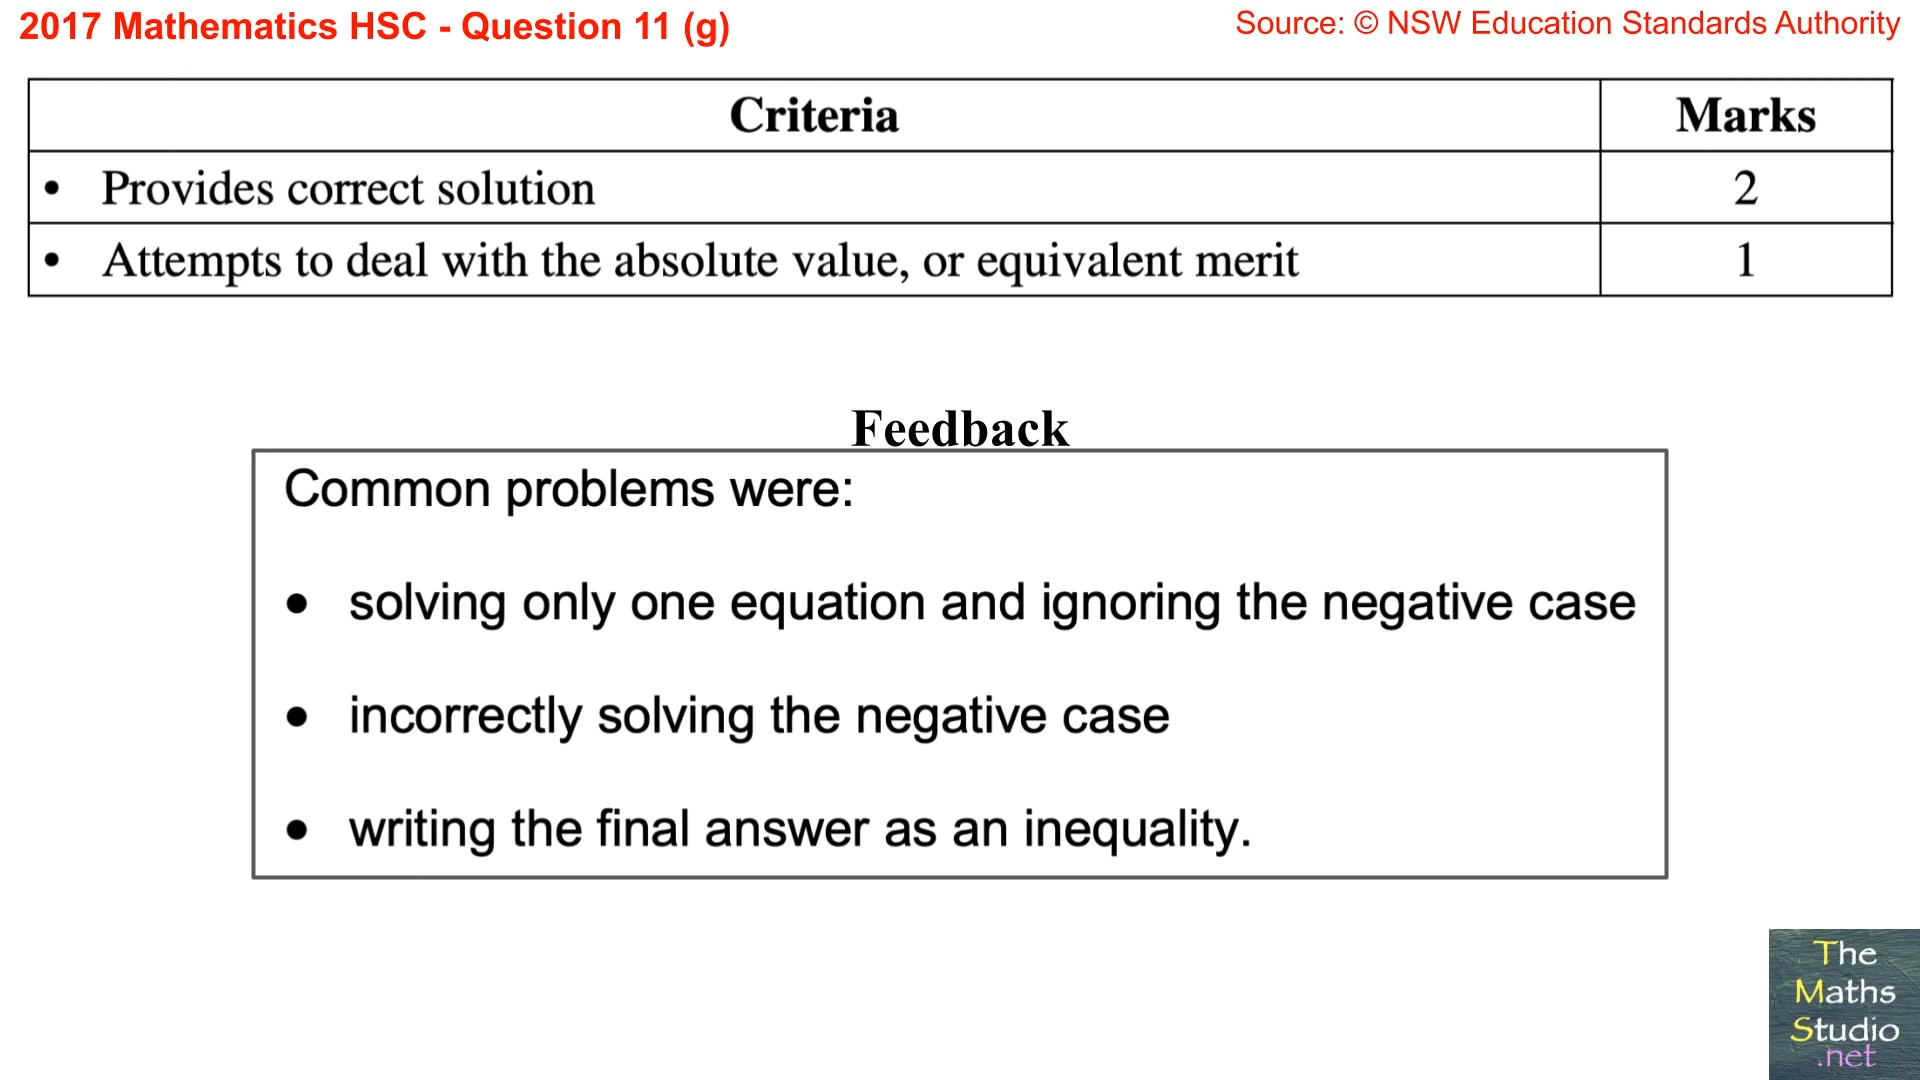 2017 Mathematics HSC - Question 11 (g)
Source: © NSW Education Standards Authority
Criteria Marks
• Provides correct solution 2
• Attempts to deal with the absolute value, or equivalent merit 1
Feedback
Common problems were:
• solving only one equation and ignoring the negative case
• incorrectly solving the negative case
• writing the final answer as an inequality.
The
Maths
Studio
.net